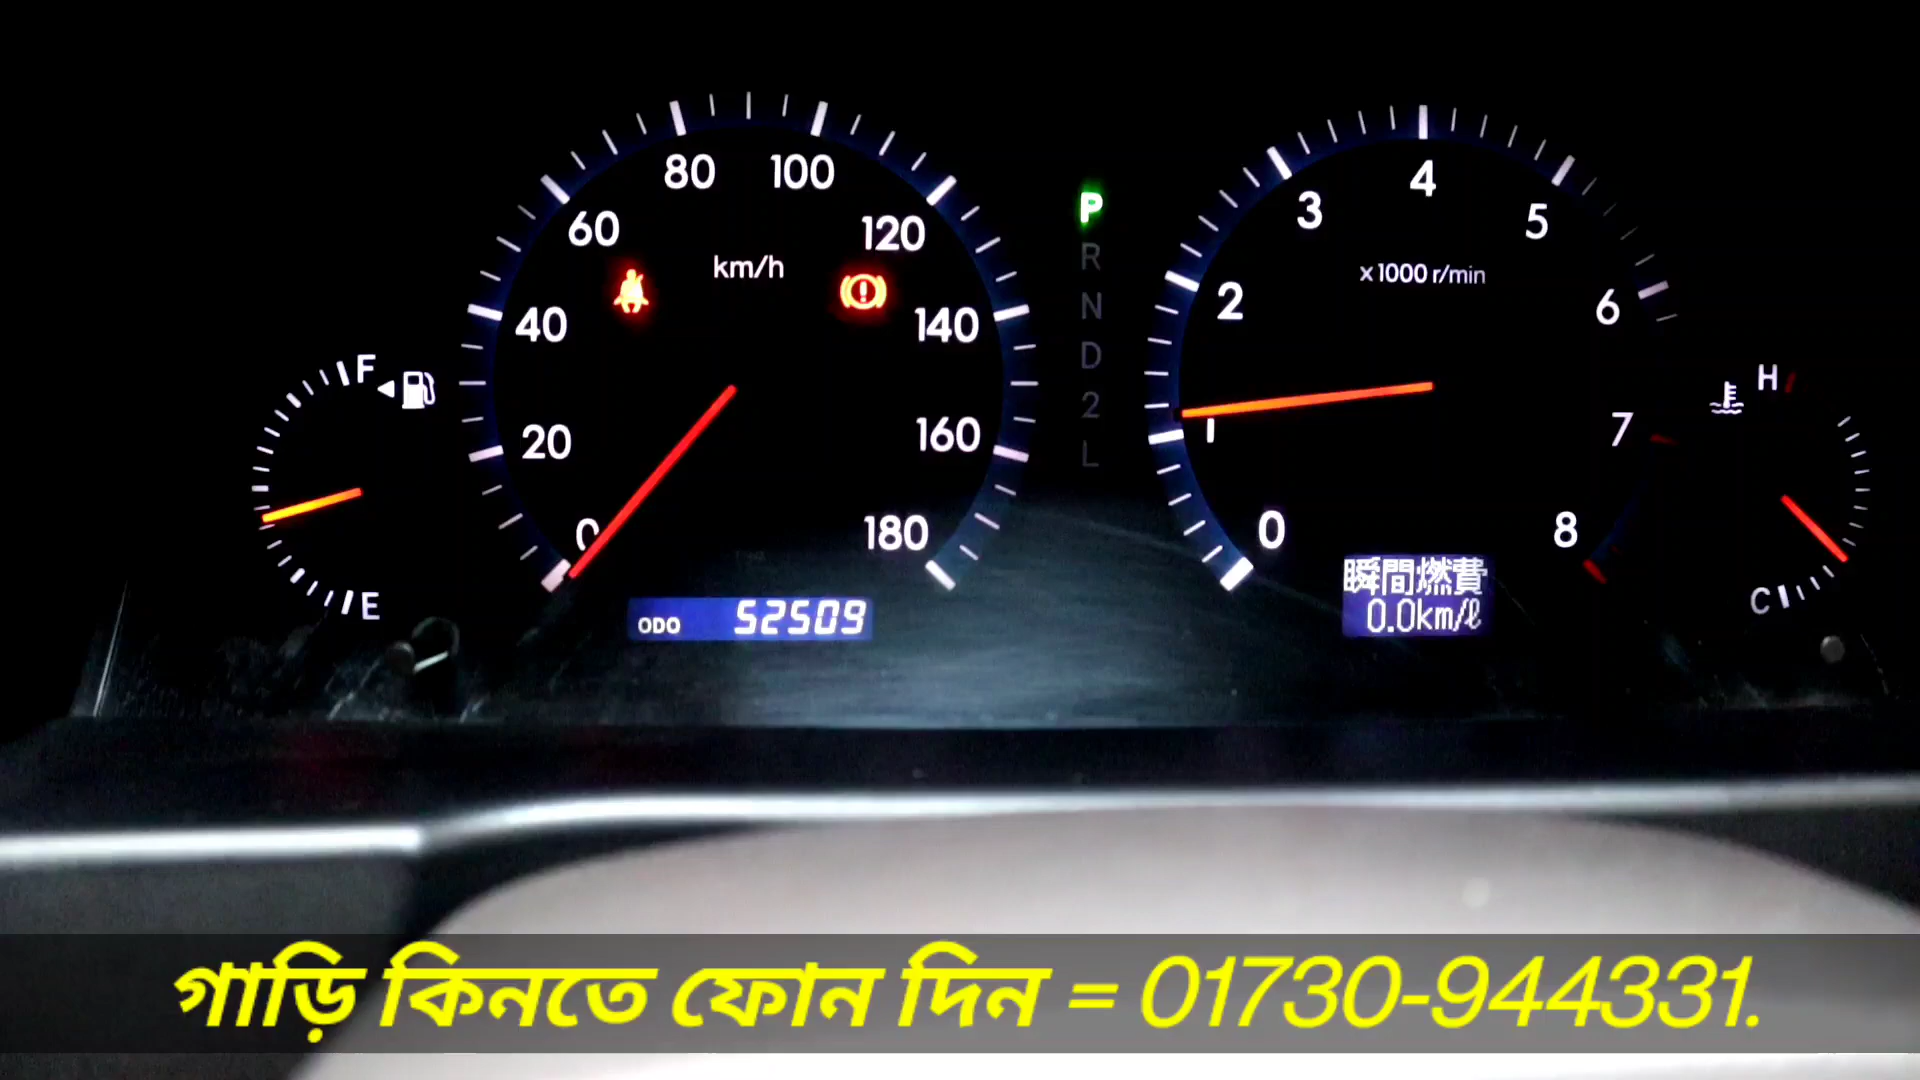 80 100
60 120
km/h
40 140
20 160
0 180
ODO 52509
P
R
N
D
2
L
4
3 5
x1000 r/min
2 6
1 7
0 8
瞬間燃費
0.0km/ℓ
F
E
H
C
গাড়ি কিনতে ফোন দিন = 01730-944331.